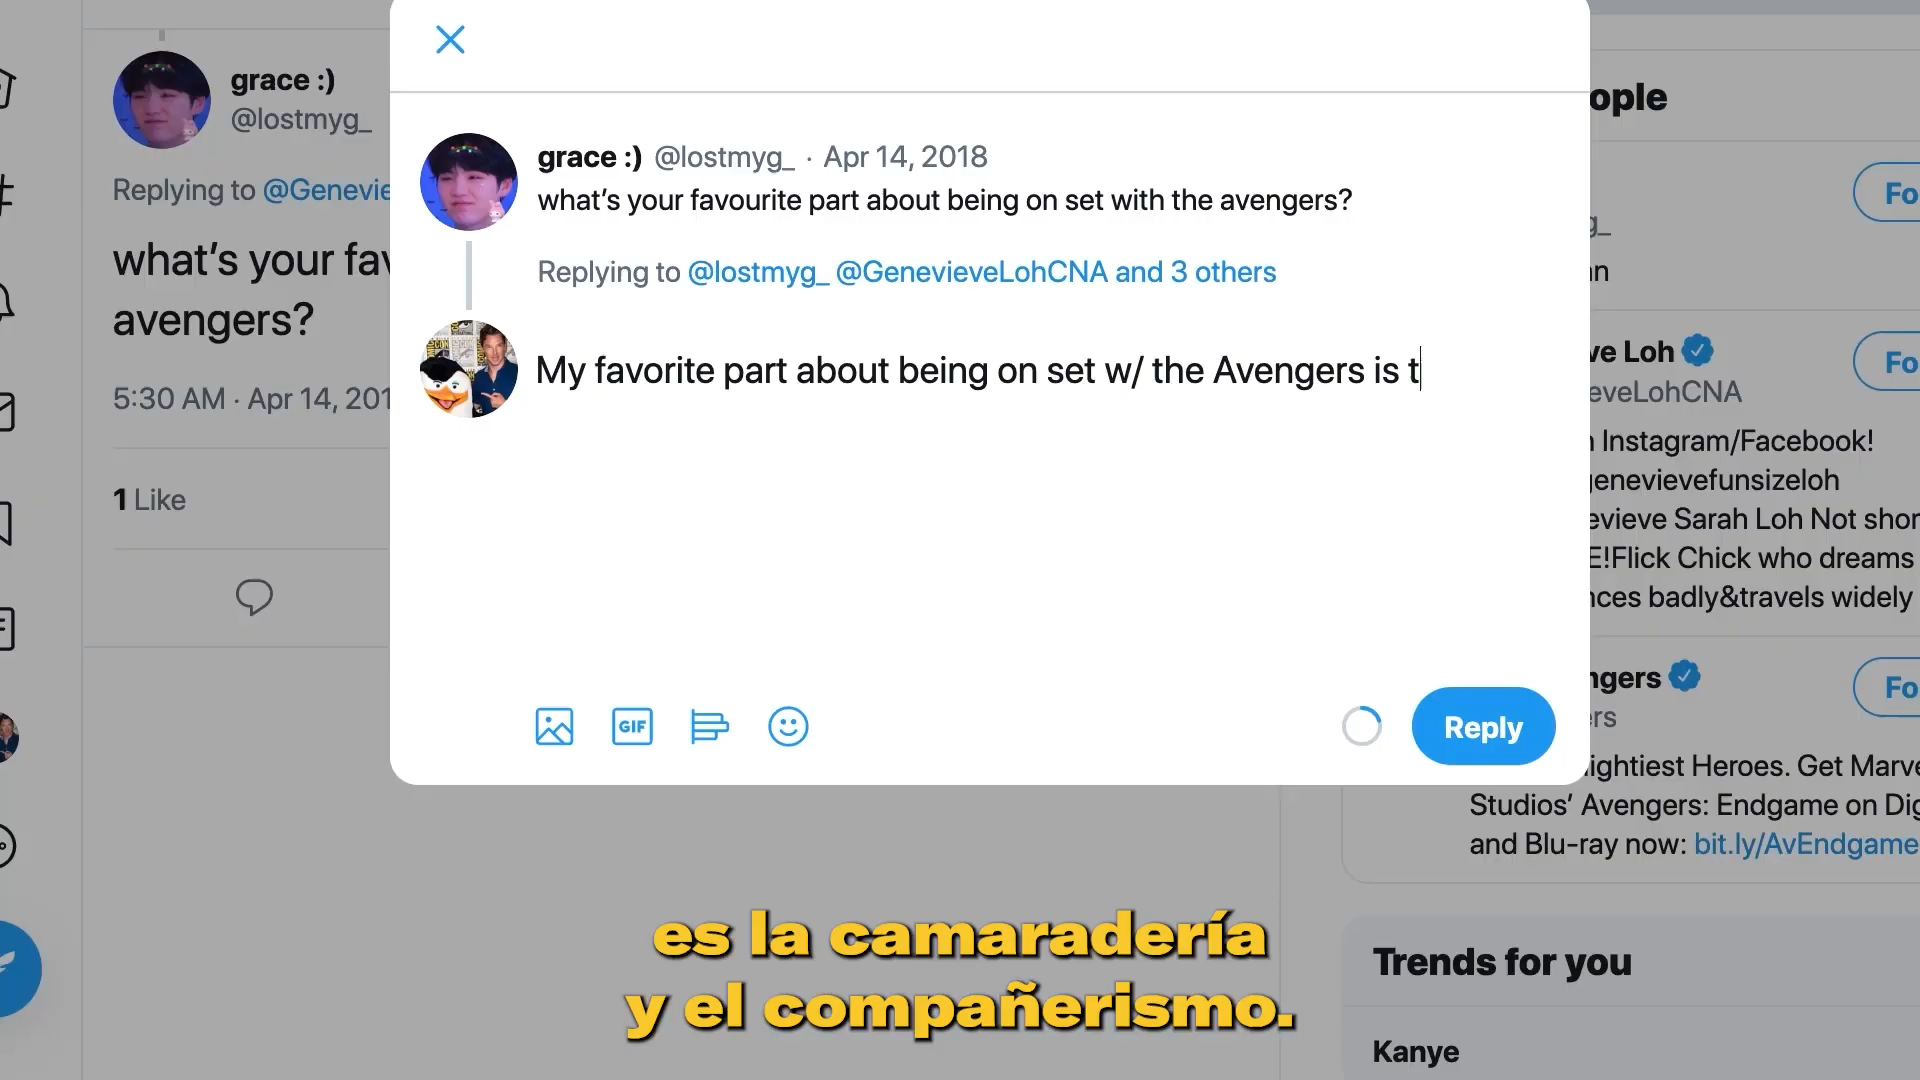 grace :)
@lostmyg_
Replying to @Genevie
what's your fav
avengers?
5:30 AM · Apr 14, 201
1 Like
grace :) @lostmyg_ · Apr 14, 2018
what's your favourite part about being on set with the avengers?
Replying to @lostmyg_ @GenevieveLohCNA and 3 others
My favorite part about being on set w/ the Avengers is t
GIF
Reply
ople
Fo
g_
n
ve Loh
Fo
eveLohCNA
n Instagram/Facebook!
genevievefunsizeloh
evieve Sarah Loh Not shor
E!Flick Chick who dreams
nces badly&travels widely
ngers
Fo
rs
ightiest Heroes. Get Marve
Studios' Avengers: Endgame on Dig
and Blu-ray now: bit.ly/AvEndgame
Trends for you
Kanye
es la camaradería
y el compañerismo.